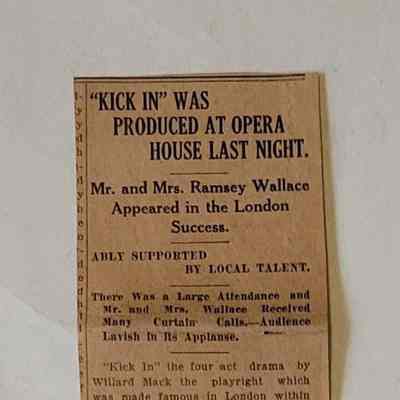 "KICK IN" WAS
PRODUCED AT OPERA
HOUSE LAST NIGHT.
Mr. and Mrs. Ramsey Wallace
Appeared in the London
Success.
ABLY SUPPORTED
BY LOCAL TALENT.
There Was a Large Attendance and
Mr. and Mrs. Wallace Received
Many Curtain Calls.—Audience
Lavish In Its Applause.
"Kick In" the four act drama by
Willard Mack the playright which
was made famous in London within